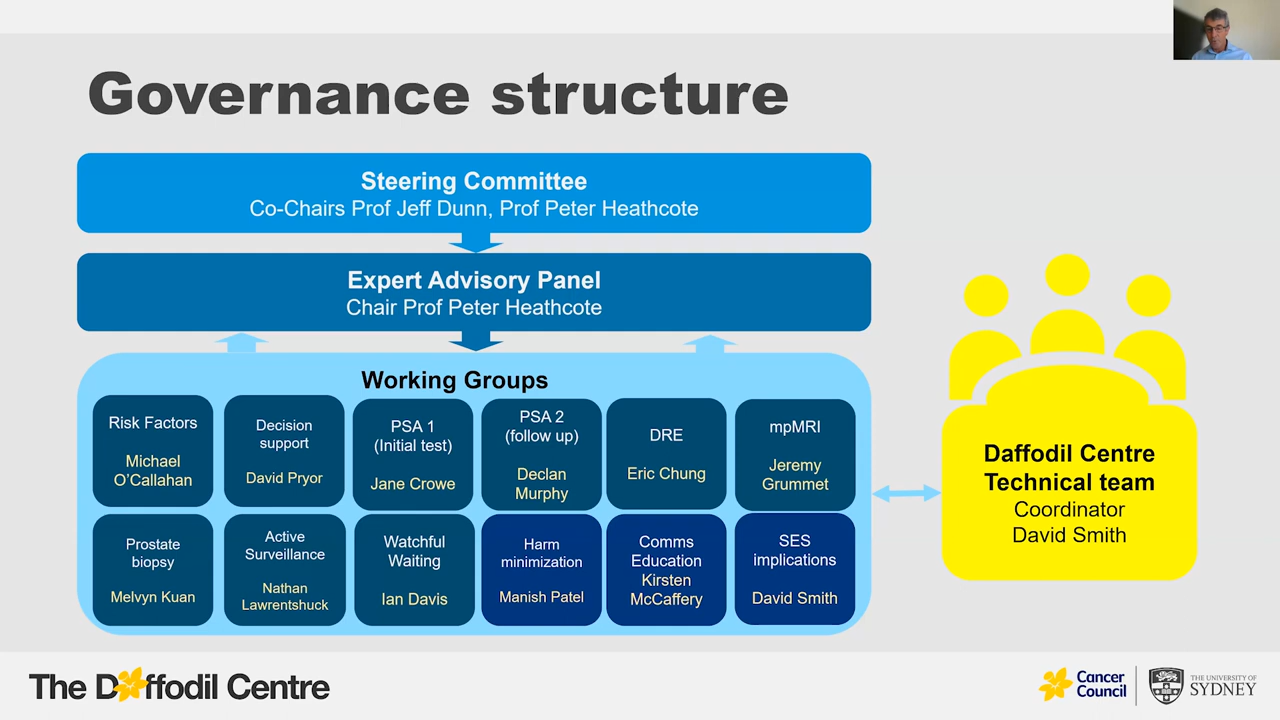 Governance structure
Steering Committee
Co-Chairs Prof Jeff Dunn, Prof Peter Heathcote
Expert Advisory Panel
Chair Prof Peter Heathcote
Working Groups
Risk Factors
Michael
O'Callahan
Decision
support
David Pryor
PSA 1
(Initial test)
Jane Crowe
PSA 2
(follow up)
Declan
Murphy
DRE
Eric Chung
mpMRI
Jeremy
Grummet
Prostate
biopsy
Melvyn Kuan
Active
Surveillance
Nathan
Lawrentshuck
Watchful
Waiting
Ian Davis
Harm
minimization
Manish Patel
Comms
Education
Kirsten
McCaffery
SES
implications
David Smith
Daffodil Centre
Technical team
Coordinator
David Smith
The Daffodil Centre
Cancer
Council
THE UNIVERSITY OF
SYDNEY